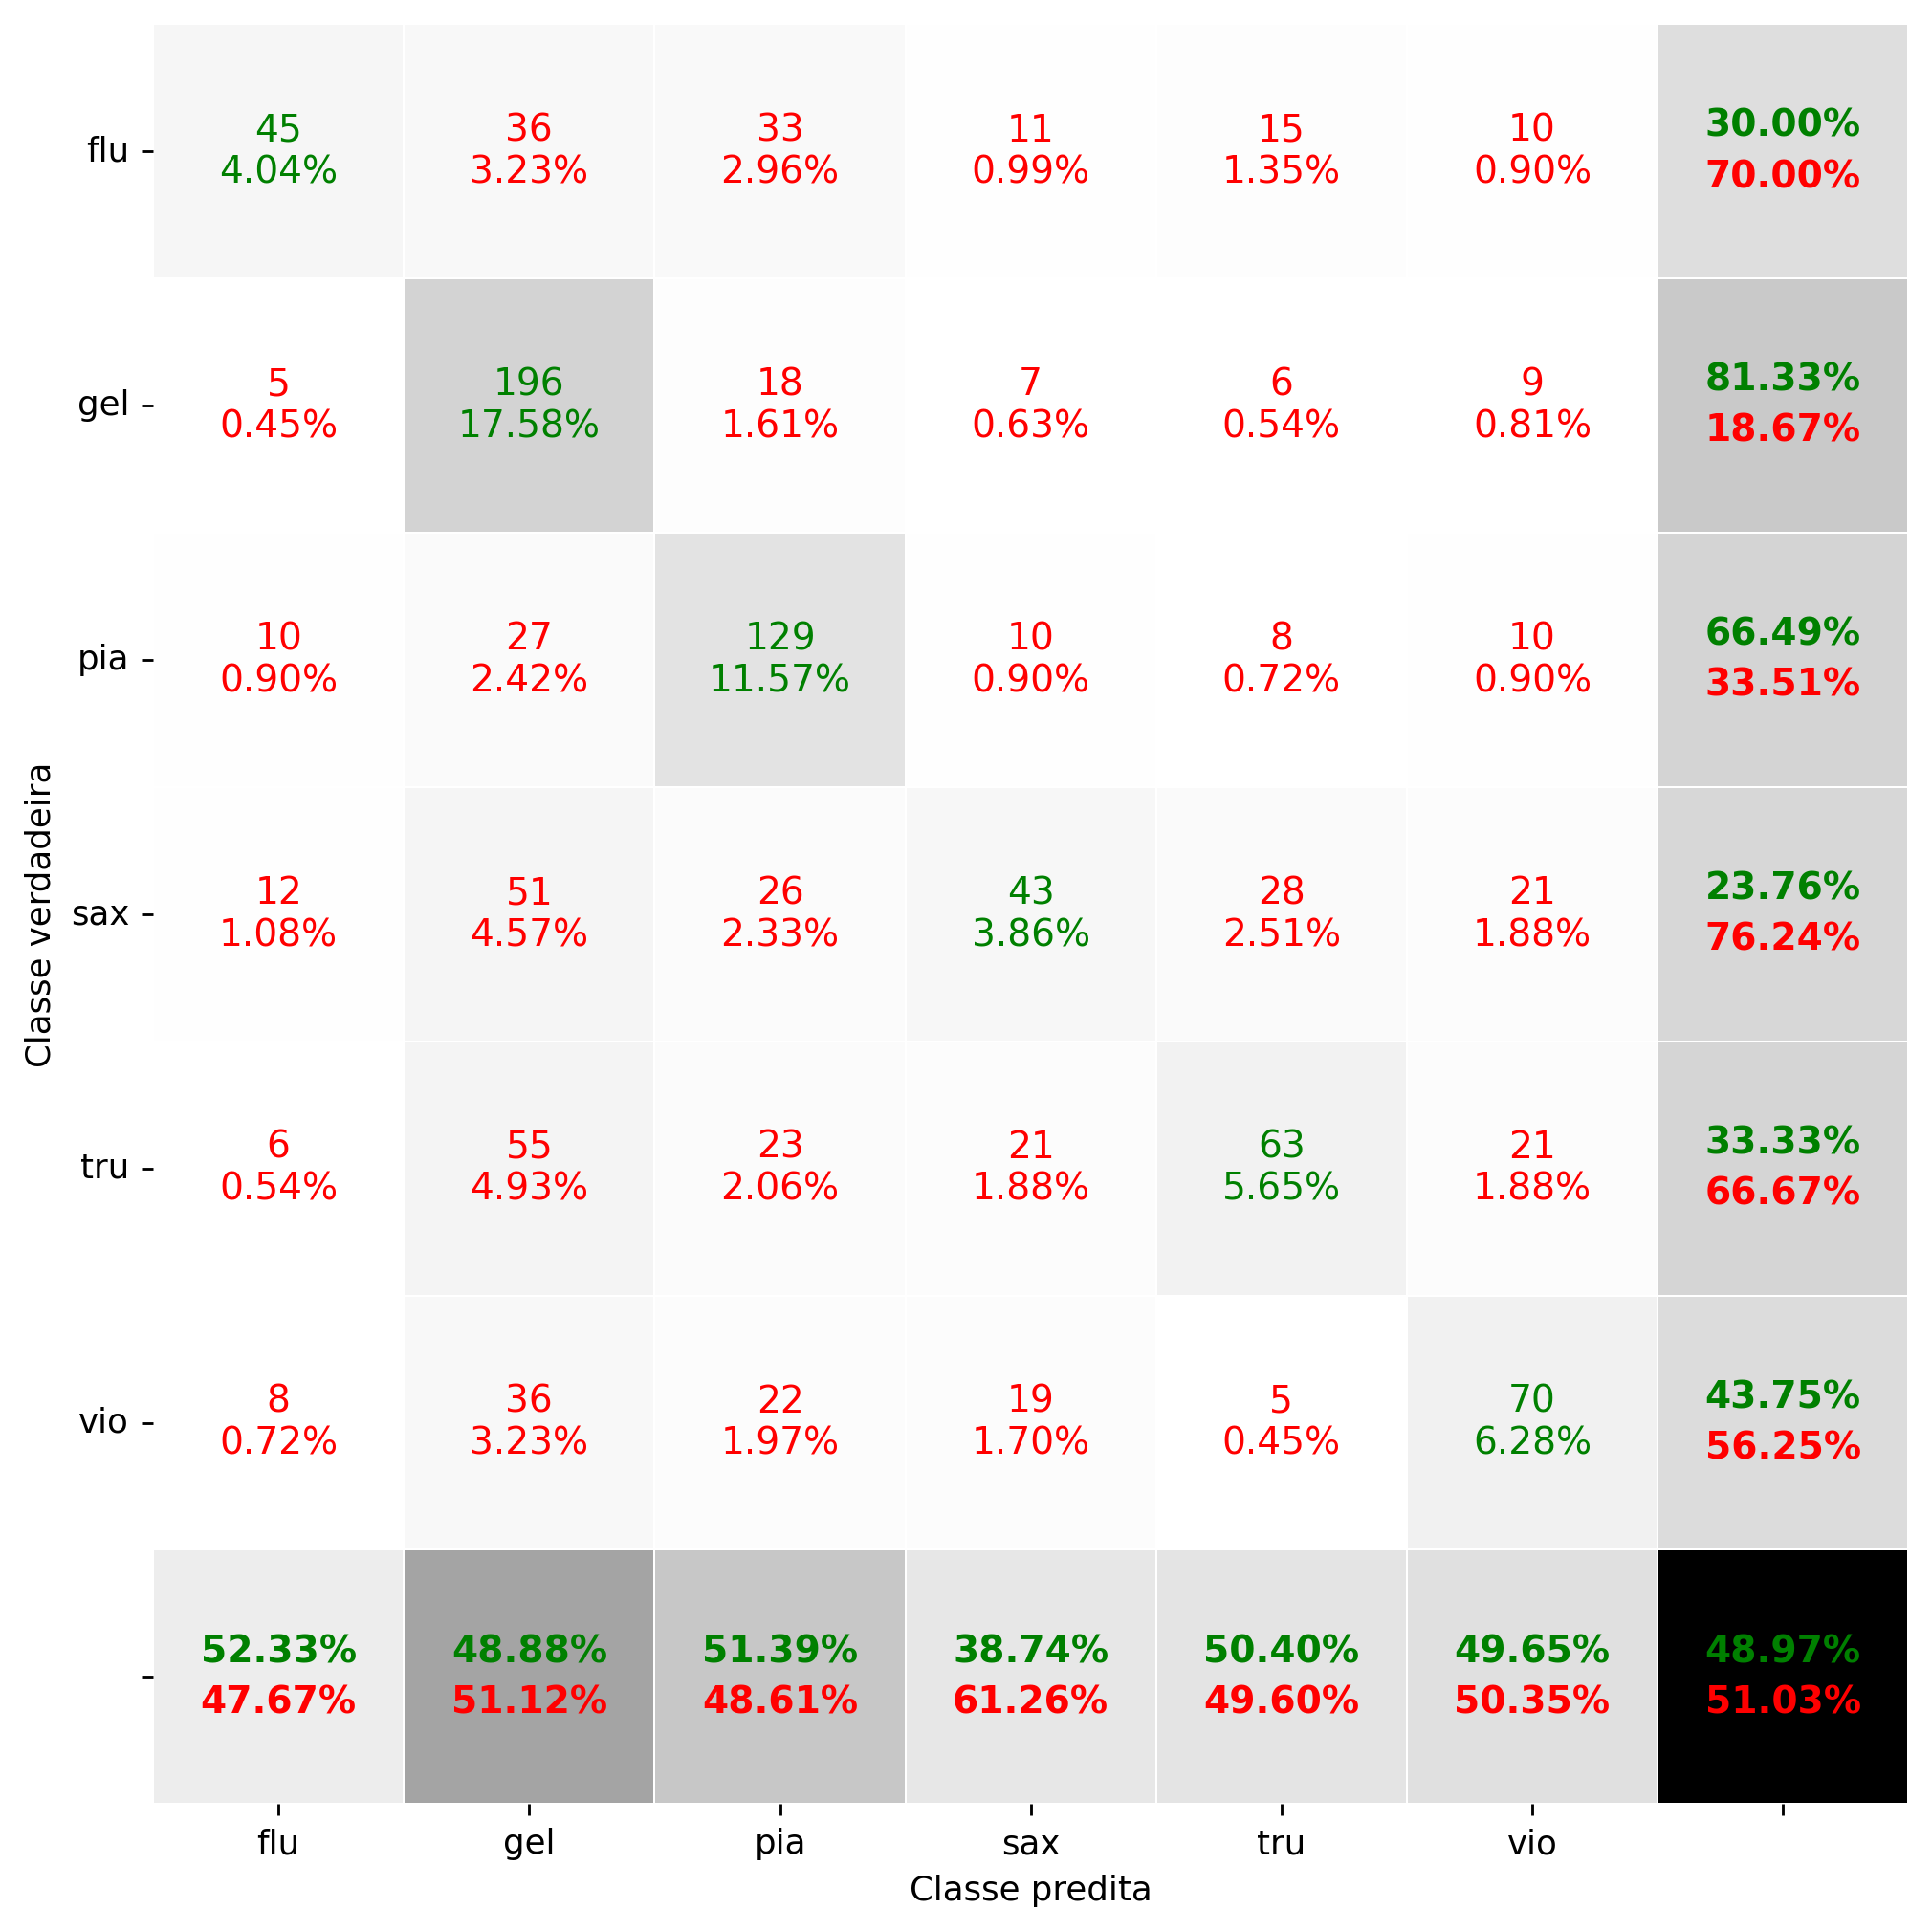 45 36 33 11 15 10 30.00%
flu 4.04% 3.23% 2.96% 0.99% 1.35% 0.90% 70.00%
5 196 18 7 6 9 81.33%
gel 0.45% 17.58% 1.61% 0.63% 0.54% 0.81% 18.67%
10 27 129 10 8 10 66.49%
pia 0.90% 2.42% 11.57% 0.90% 0.72% 0.90% 33.51%
Classe verdadeira
12 51 26 43 28 21 23.76%
sax 1.08% 4.57% 2.33% 3.86% 2.51% 1.88% 76.24%
6 55 23 21 63 21 33.33%
tru 0.54% 4.93% 2.06% 1.88% 5.65% 1.88% 66.67%
8 36 22 19 5 70 43.75%
vio 0.72% 3.23% 1.97% 1.70% 0.45% 6.28% 56.25%
52.33% 48.88% 51.39% 38.74% 50.40% 49.65% 48.97%
47.67% 51.12% 48.61% 61.26% 49.60% 50.35% 51.03%
flu gel pia sax tru vio
Classe predita